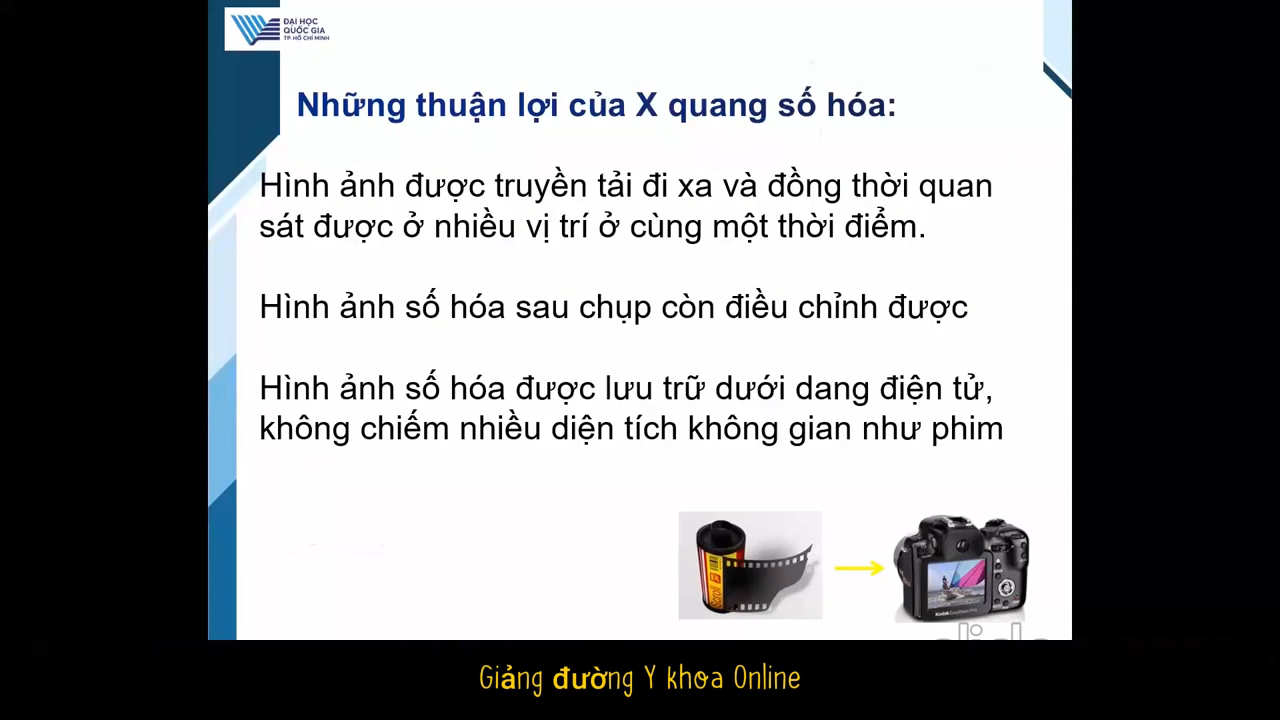 ĐẠI HỌC
QUỐC GIA
TP. HỒ CHÍ MINH
Những thuận lợi của X quang số hóa:
Hình ảnh được truyền tải đi xa và đồng thời quan
sát được ở nhiều vị trí ở cùng một thời điểm.
Hình ảnh số hóa sau chụp còn điều chỉnh được
Hình ảnh số hóa được lưu trữ dưới dang điện tử,
không chiếm nhiều diện tích không gian như phim
Kodak
Giảng đường Y khoa Online